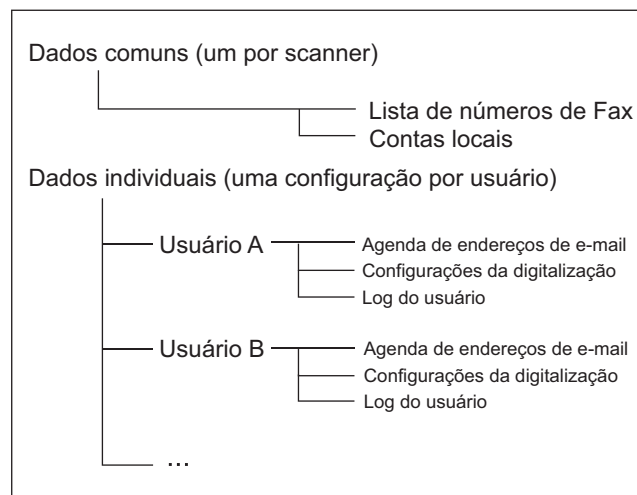 Dados comuns (um por scanner)
Lista de números de Fax
Contas locais
Dados individuais (uma configuração por usuário)
Usuário A
Agenda de endereços de e-mail
Configurações da digitalização
Log do usuário
Usuário B
Agenda de endereços de e-mail
Configurações da digitalização
Log do usuário
...